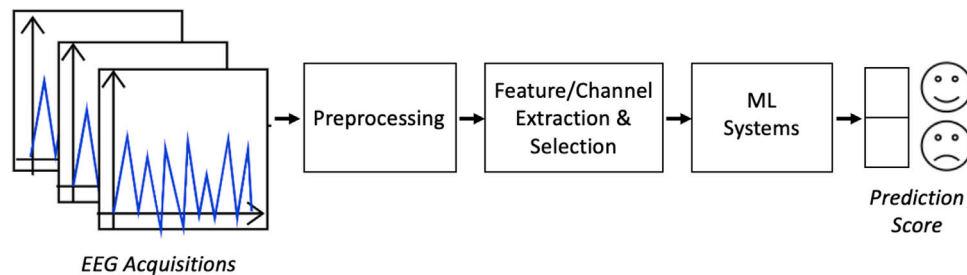 Preprocessing
Feature/Channel
Extraction &
Selection
ML
Systems
Prediction
Score
EEG Acquisitions